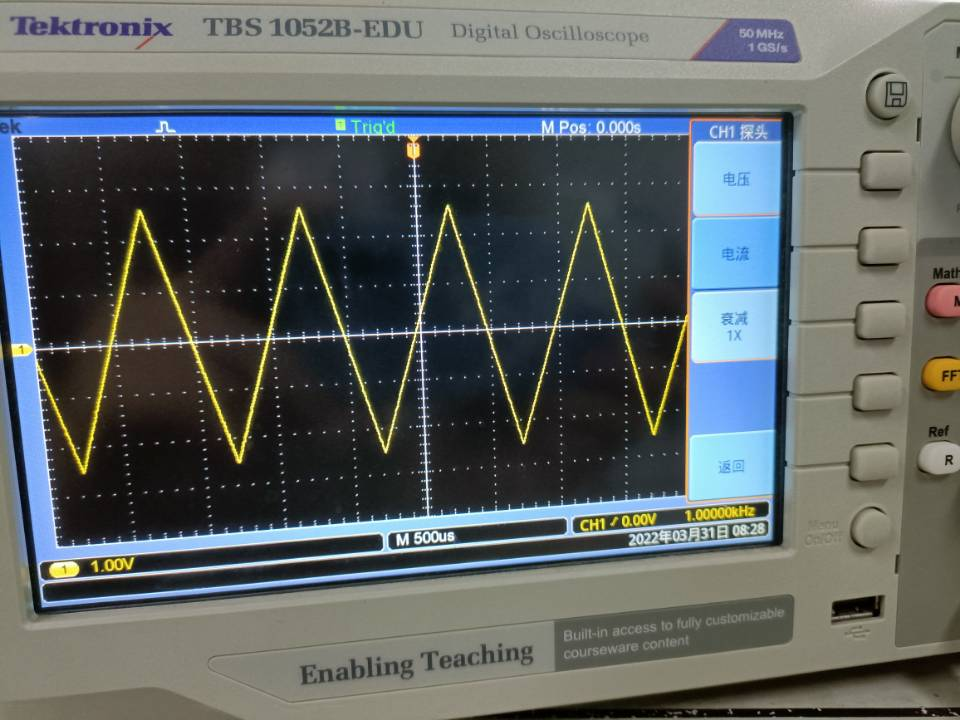 Tektronix TBS 1052B-EDU Digital Oscilloscope 50 MHz
1 GS/s
ek T Trig'd M Pos: 0.000s CH1 探头
T
电压
电流
Math
M
1
衰减
1X
FFT
Ref
R
返回
CH1 / 0.00V 1.00000kHz
M 500us
2022年03月31日 08:28
1 1.00V
Menu
On/Off
Built-in access to fully customizable
courseware content
Enabling Teaching